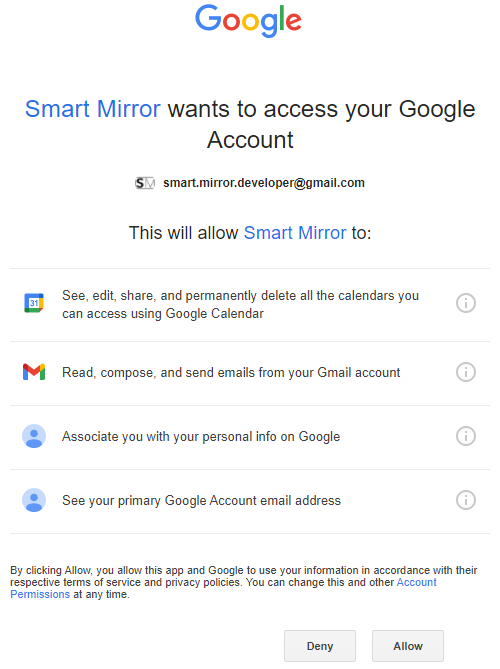 Google
Smart Mirror wants to access your Google
Account
SM smart.mirror.developer@gmail.com
This will allow Smart Mirror to:
31 See, edit, share, and permanently delete all the calendars you
can access using Google Calendar
Read, compose, and send emails from your Gmail account
Associate you with your personal info on Google
See your primary Google Account email address
By clicking Allow, you allow this app and Google to use your information in accordance with their
respective terms of service and privacy policies. You can change this and other Account
Permissions at any time.
Deny Allow